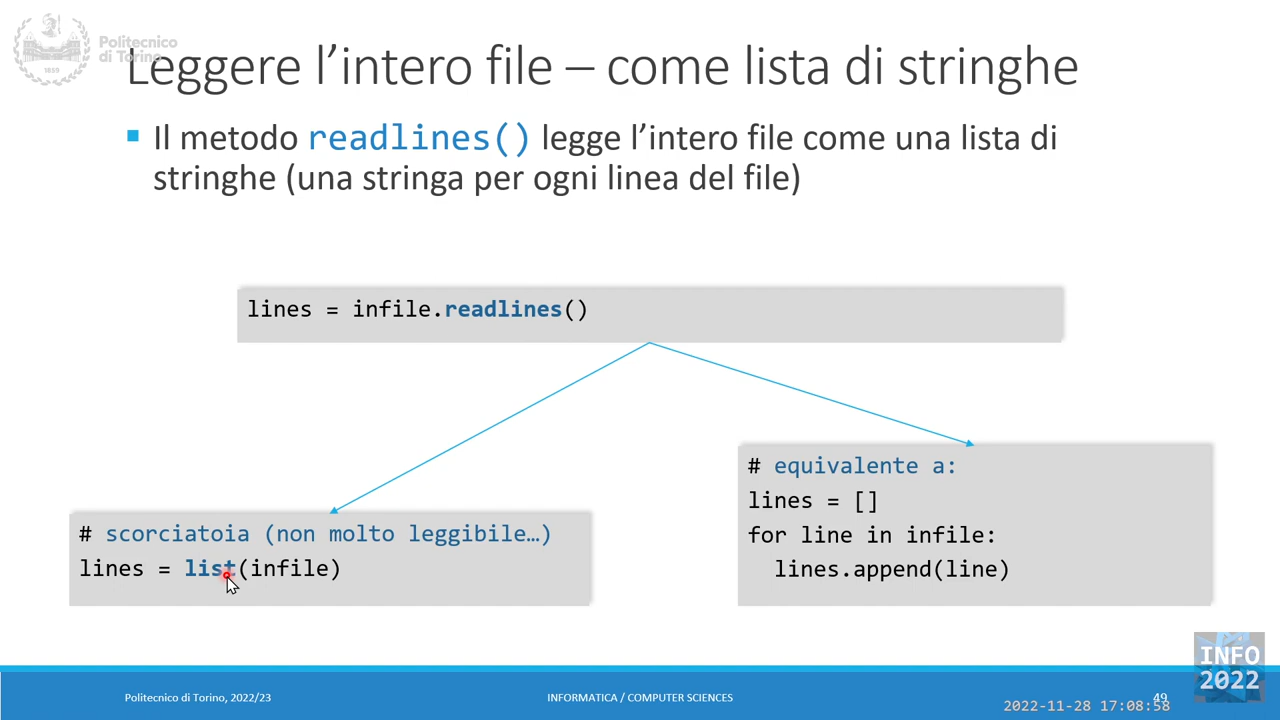 Politecnico
di Torino
1859
Leggere l’intero file – come lista di stringhe
Il metodo readlines() legge l’intero file come una lista di
stringhe (una stringa per ogni linea del file)
lines = infile.readlines()
# equivalente a:
lines = []
for line in infile:
lines.append(line)
# scorciatoia (non molto leggibile…)
lines = list(infile)
INFO
2022
Politecnico di Torino, 2022/23
INFORMATICA / COMPUTER SCIENCES
49
2022-11-28 17:08:58